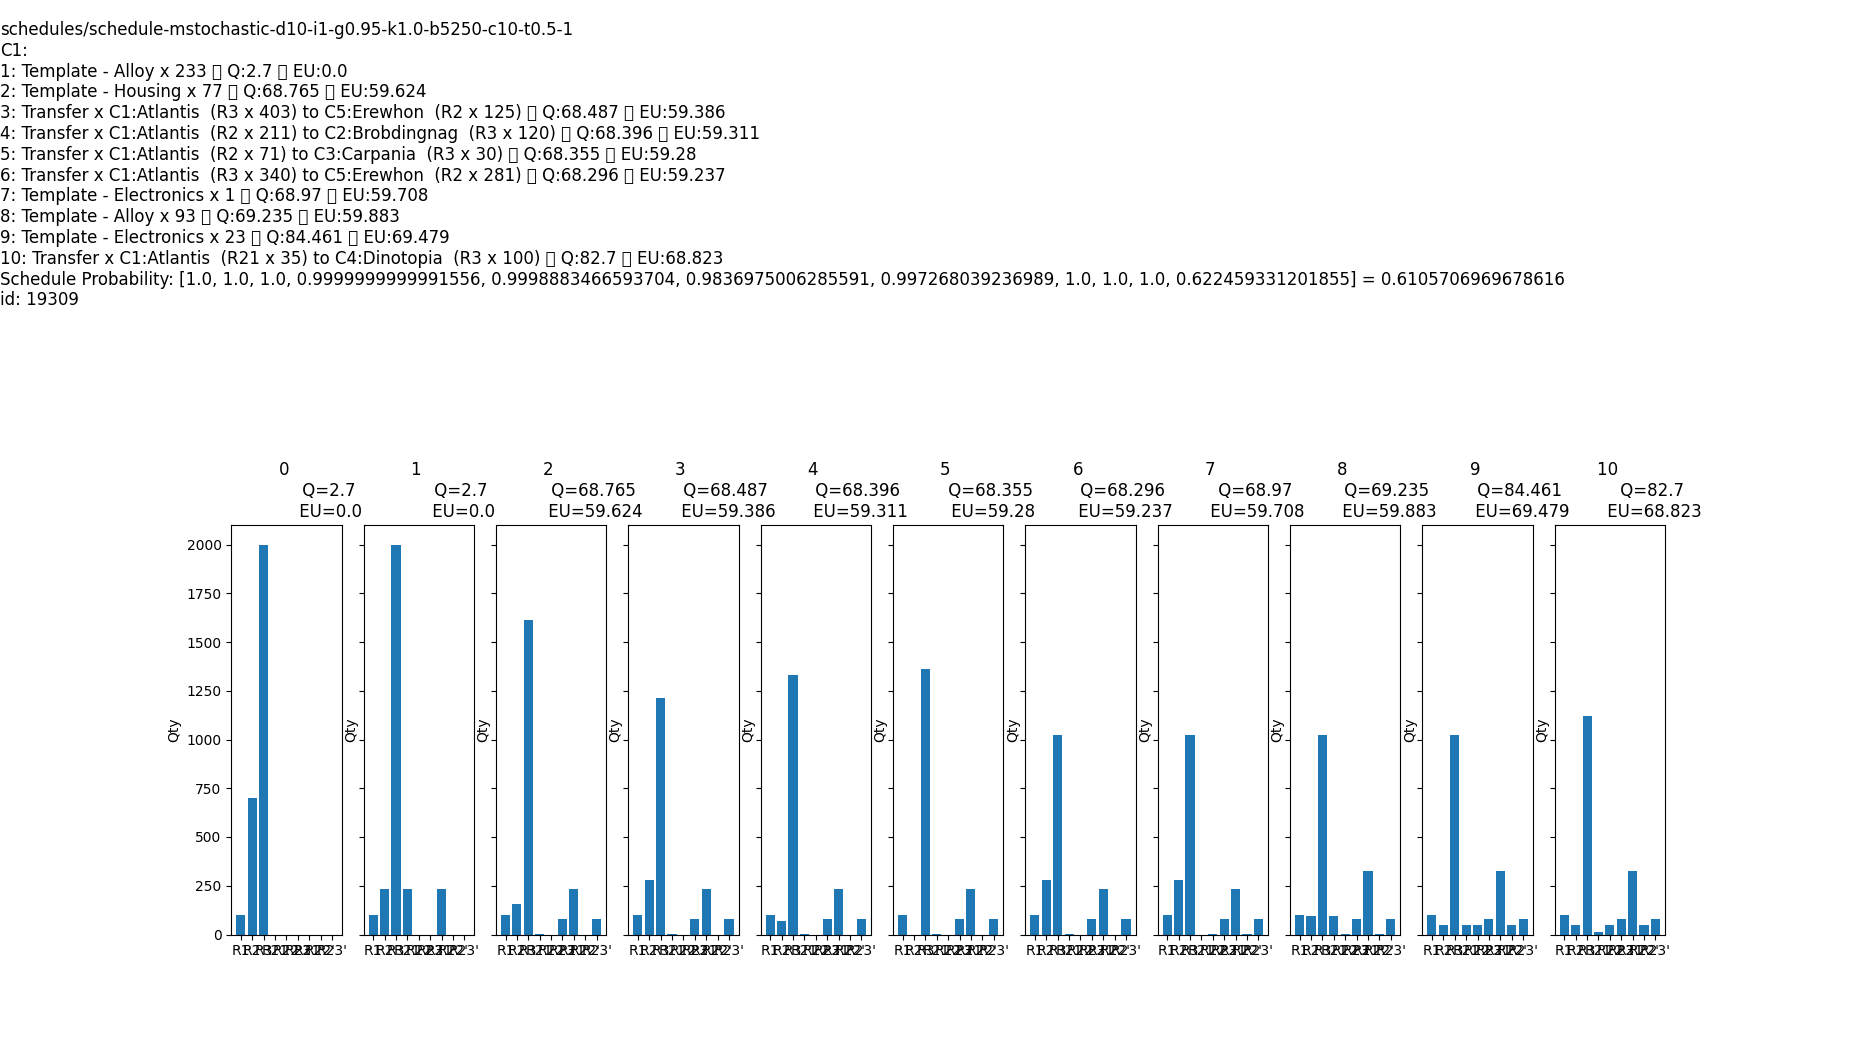 schedules/schedule-mstochastic-d10-i1-g0.95-k1.0-b5250-c10-t0.5-1
C1:
1: Template - Alloy x 233 ▯ Q:2.7 ▯ EU:0.0
2: Template - Housing x 77 ▯ Q:68.765 ▯ EU:59.624
3: Transfer x C1:Atlantis  (R3 x 403) to C5:Erewhon  (R2 x 125) ▯ Q:68.487 ▯ EU:59.386
4: Transfer x C1:Atlantis  (R2 x 211) to C2:Brobdingnag  (R3 x 120) ▯ Q:68.396 ▯ EU:59.311
5: Transfer x C1:Atlantis  (R2 x 71) to C3:Carpania  (R3 x 30) ▯ Q:68.355 ▯ EU:59.28
6: Transfer x C1:Atlantis  (R3 x 340) to C5:Erewhon  (R2 x 281) ▯ Q:68.296 ▯ EU:59.237
7: Template - Electronics x 1 ▯ Q:68.97 ▯ EU:59.708
8: Template - Alloy x 93 ▯ Q:69.235 ▯ EU:59.883
9: Template - Electronics x 23 ▯ Q:84.461 ▯ EU:69.479
10: Transfer x C1:Atlantis  (R21 x 35) to C4:Dinotopia  (R3 x 100) ▯ Q:82.7 ▯ EU:68.823
Schedule Probability: [1.0, 1.0, 1.0, 0.9999999999991556, 0.9998883466593704, 0.9836975006285591, 0.997268039236989, 1.0, 1.0, 1.0, 0.622459331201855] = 0.6105706969678616
id: 19309
0 1 2 3 4 5 6 7 8 9 10
Q=2.7 Q=2.7 Q=68.765 Q=68.487 Q=68.396 Q=68.355 Q=68.296 Q=68.97 Q=69.235 Q=84.461 Q=82.7
EU=0.0 EU=0.0 EU=59.624 EU=59.386 EU=59.311 EU=59.28 EU=59.237 EU=59.708 EU=59.883 EU=69.479 EU=68.823
2000
1750
1500
1250
1000
750
500
250
0
Qty Qty Qty Qty Qty Qty Qty Qty Qty Qty Qty